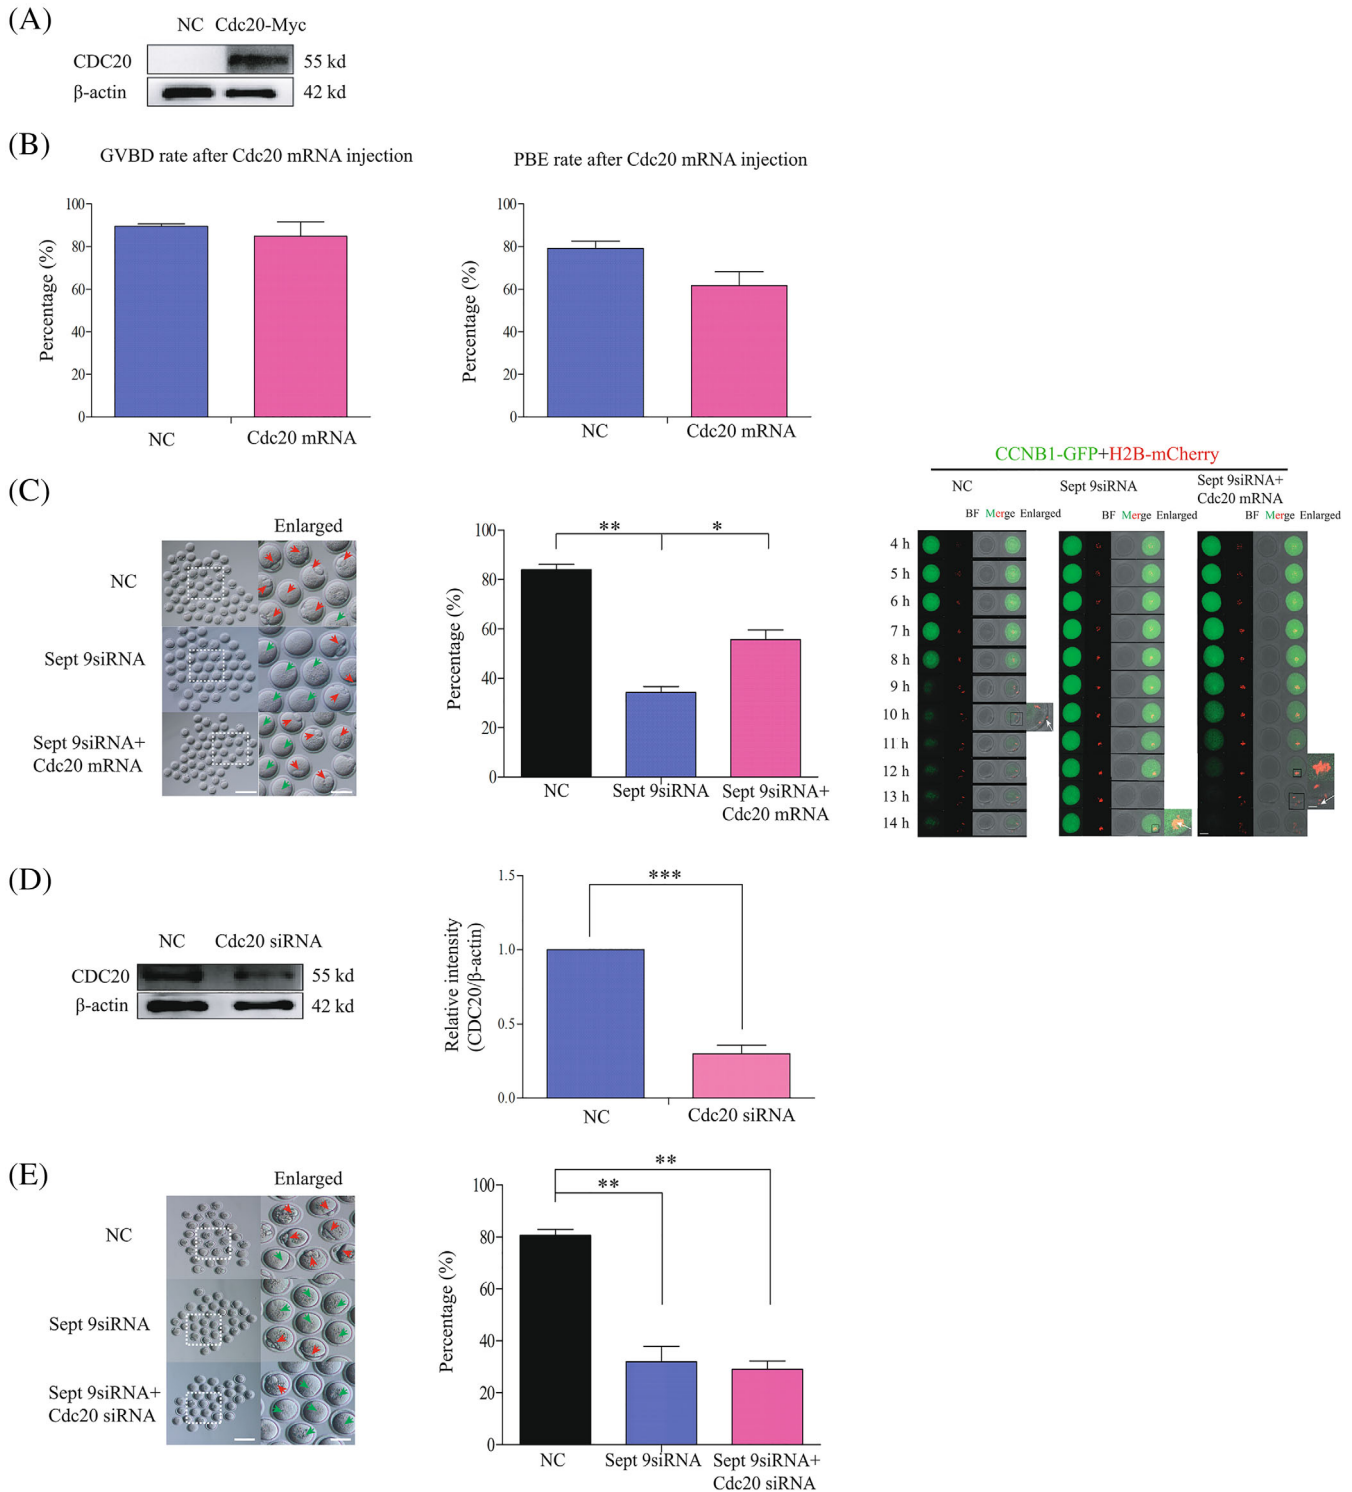 (A)
NC Cdc20-Myc
CDC20 55 kd
β-actin 42 kd
(B)
GVBD rate after Cdc20 mRNA injection
Percentage (%)
100
80
60
40
20
0
NC Cdc20 mRNA
PBE rate after Cdc20 mRNA injection
Percentage (%)
100
80
60
40
20
0
NC Cdc20 mRNA
(C)
Enlarged
NC
Sept 9siRNA
Sept 9siRNA+
Cdc20 mRNA
Percentage (%)
100
80
60
40
20
0
** *
NC Sept 9siRNA Sept 9siRNA+
Cdc20 mRNA
CCNB1-GFP+H2B-mCherry
NC Sept 9siRNA Sept 9siRNA+
Cdc20 mRNA
BF Merge Enlarged BF Merge Enlarged BF Merge Enlarged
4 h
5 h
6 h
7 h
8 h
9 h
10 h
11 h
12 h
13 h
14 h
(D)
NC Cdc20 siRNA
CDC20 55 kd
β-actin 42 kd
Relative intensity
(CDC20/β-actin)
1.5
1.0
0.5
0.0
***
NC Cdc20 siRNA
(E)
Enlarged
NC
Sept 9siRNA
Sept 9siRNA+
Cdc20 siRNA
Percentage (%)
100
80
60
40
20
0
**
**
NC Sept 9siRNA Sept 9siRNA+
Cdc20 siRNA